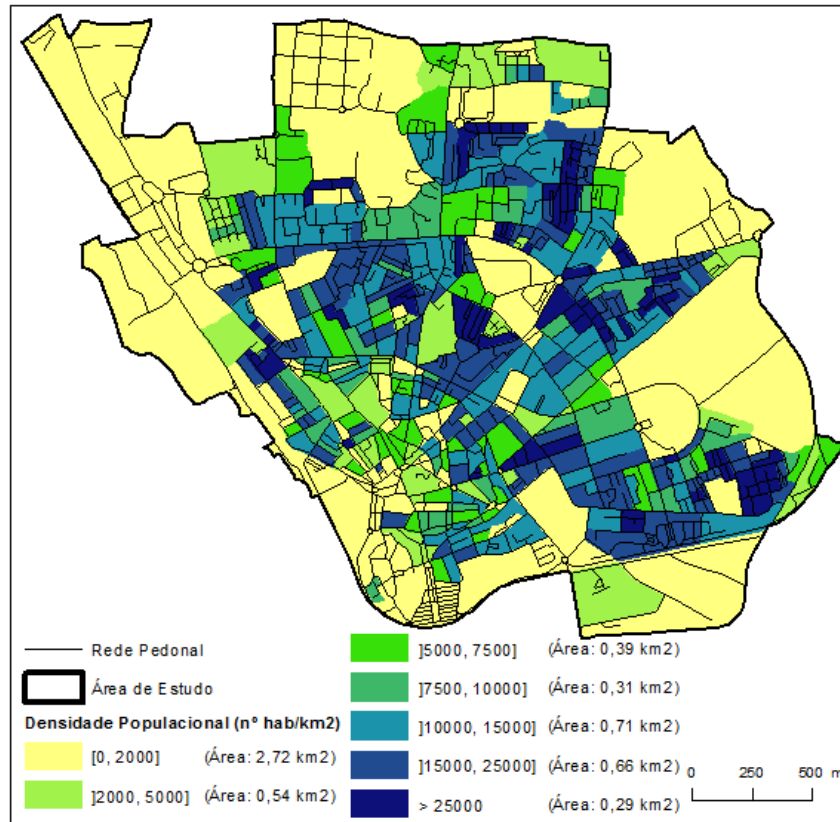 Rede Pedonal
Área de Estudo
Densidade Populacional (nº hab/km2)
[0, 2000] (Área: 2,72 km2)
]2000, 5000] (Área: 0,54 km2)
]5000, 7500] (Área: 0,39 km2)
]7500, 10000] (Área: 0,31 km2)
]10000, 15000] (Área: 0,71 km2)
]15000, 25000] (Área: 0,66 km2)
> 25000 (Área: 0,29 km2)
0 250 500 m